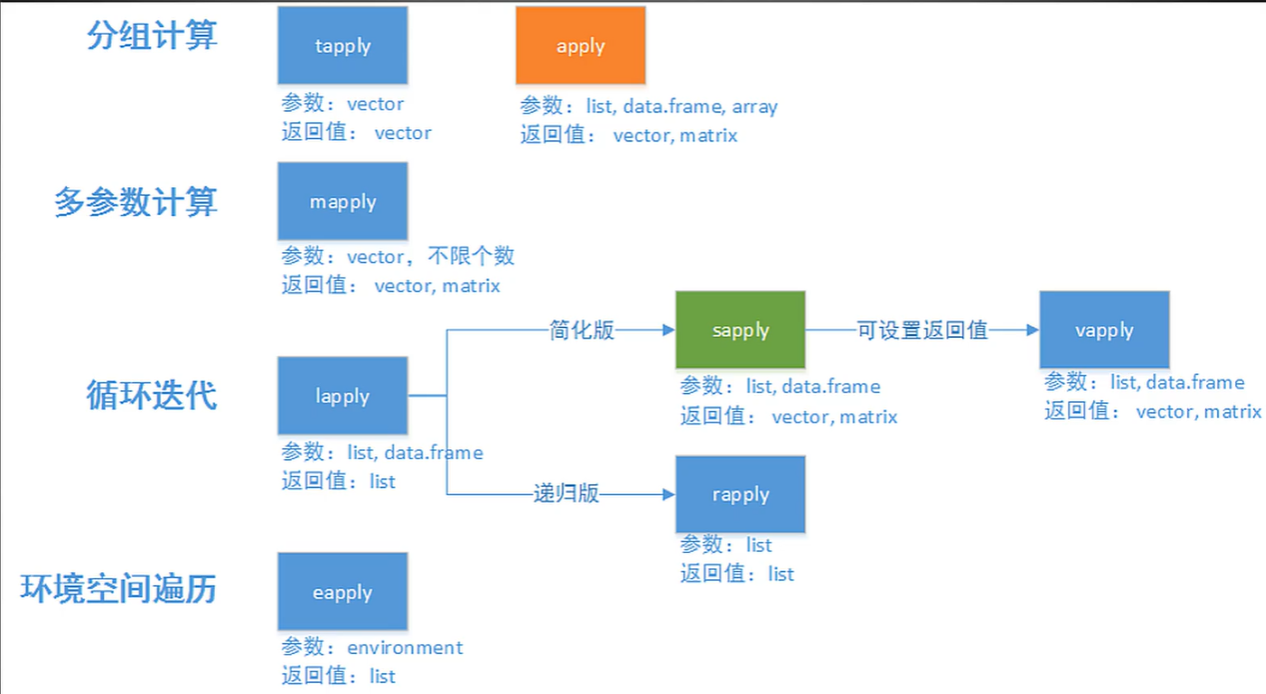 分组计算
tapply
参数：vector
返回值： vector
apply
参数：list, data.frame, array
返回值： vector, matrix
多参数计算
mapply
参数：vector，不限个数
返回值： vector, matrix
循环迭代
lapply
参数：list, data.frame
返回值：list
简化版
sapply
参数：list, data.frame
返回值： vector, matrix
可设置返回值
vapply
参数：list, data.frame
返回值： vector, matrix
递归版
rapply
参数：list
返回值：list
环境空间遍历
eapply
参数：environment
返回值：list